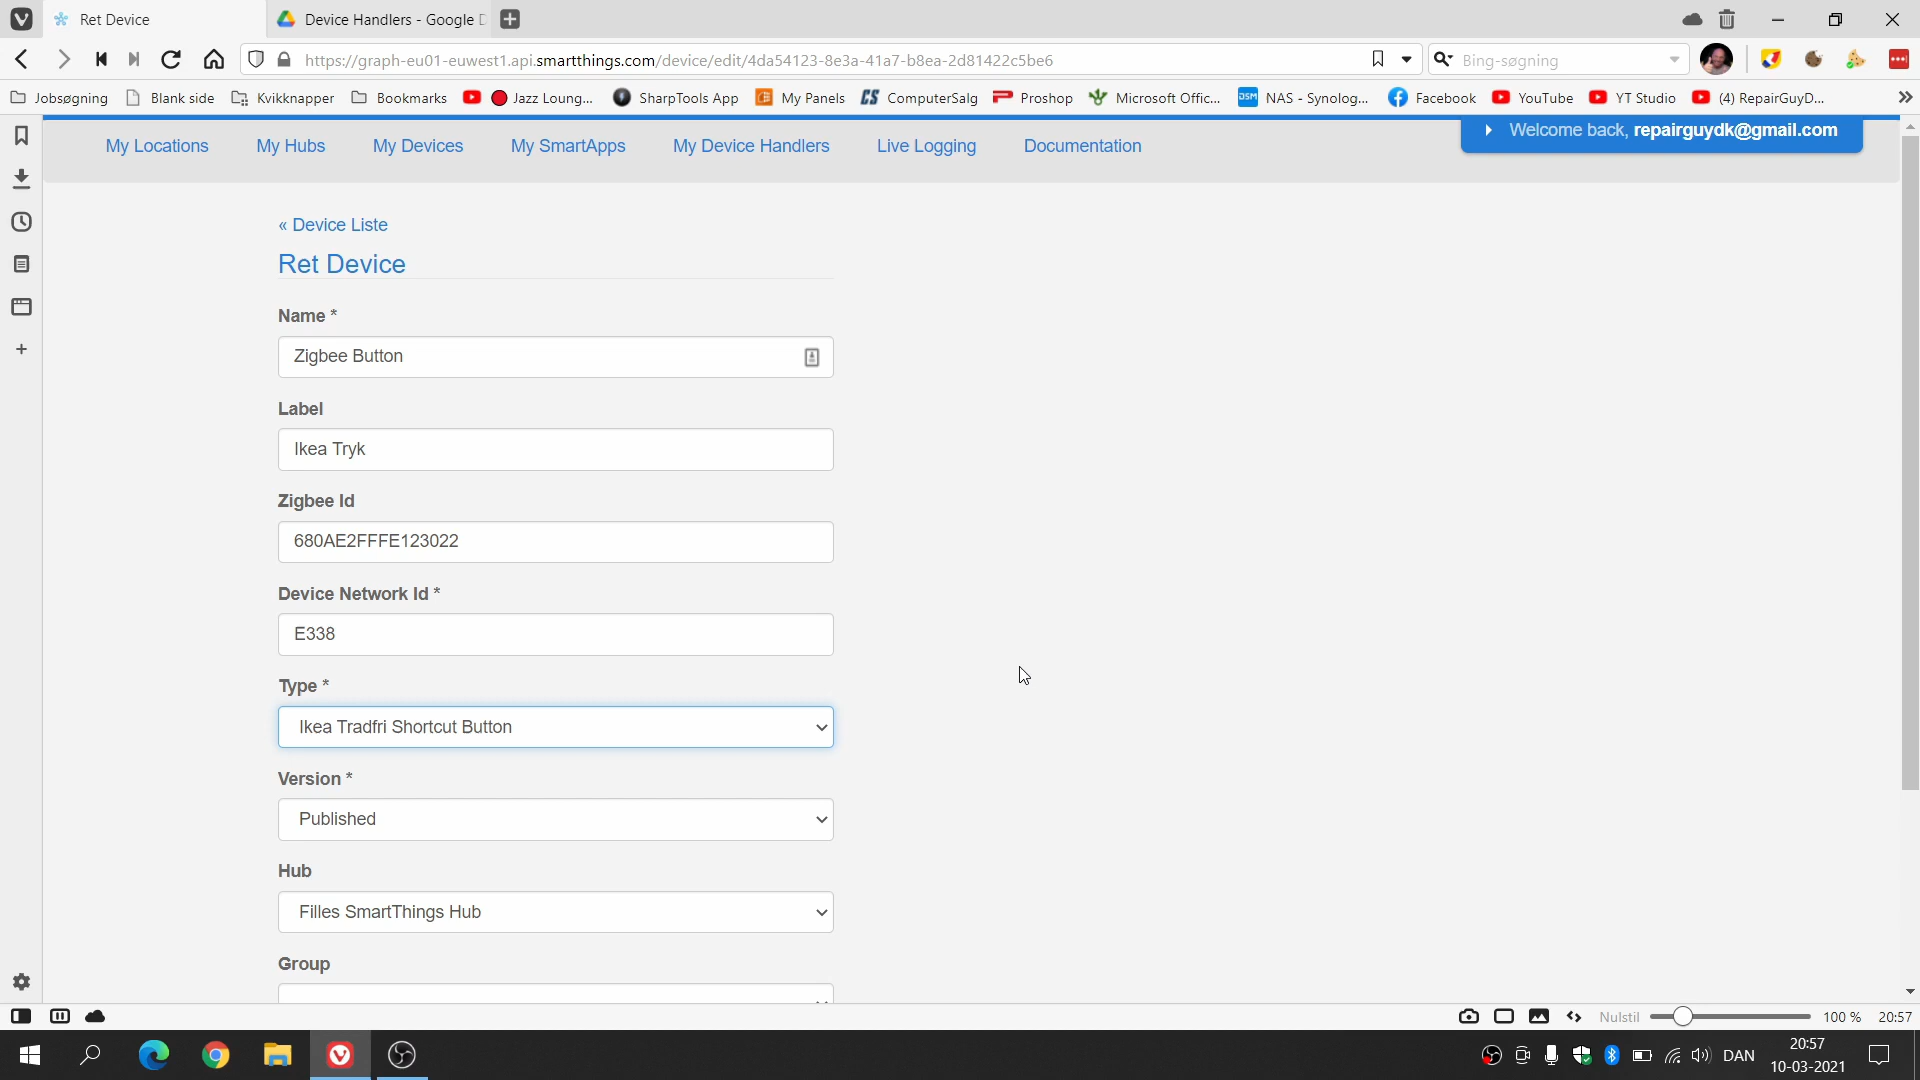 Ret Device
Device Handlers - Google D
https://graph-eu01-euwest1.api.smartthings.com/device/edit/4da54123-8e3a-41a7-b8ea-2d81422c5be6
Bing-søgning
Jobsøgning
Blank side
Kvikknapper
Bookmarks
Jazz Loung...
SharpTools App
My Panels
CS
ComputerSalg
Proshop
Microsoft Offic...
DSM
NAS - Synolog...
Facebook
YouTube
YT Studio
(4) RepairGuyD...
My Locations
My Hubs
My Devices
My SmartApps
My Device Handlers
Live Logging
Documentation
Welcome back, repairguydk@gmail.com
« Device Liste
Ret Device
Name *
Zigbee Button
Label
Ikea Tryk
Zigbee Id
680AE2FFFE123022
Device Network Id *
E338
Type *
Ikea Tradfri Shortcut Button
Version *
Published
Hub
Filles SmartThings Hub
Group
Nulstil
100 %
20:57
DAN
20:57
10-03-2021